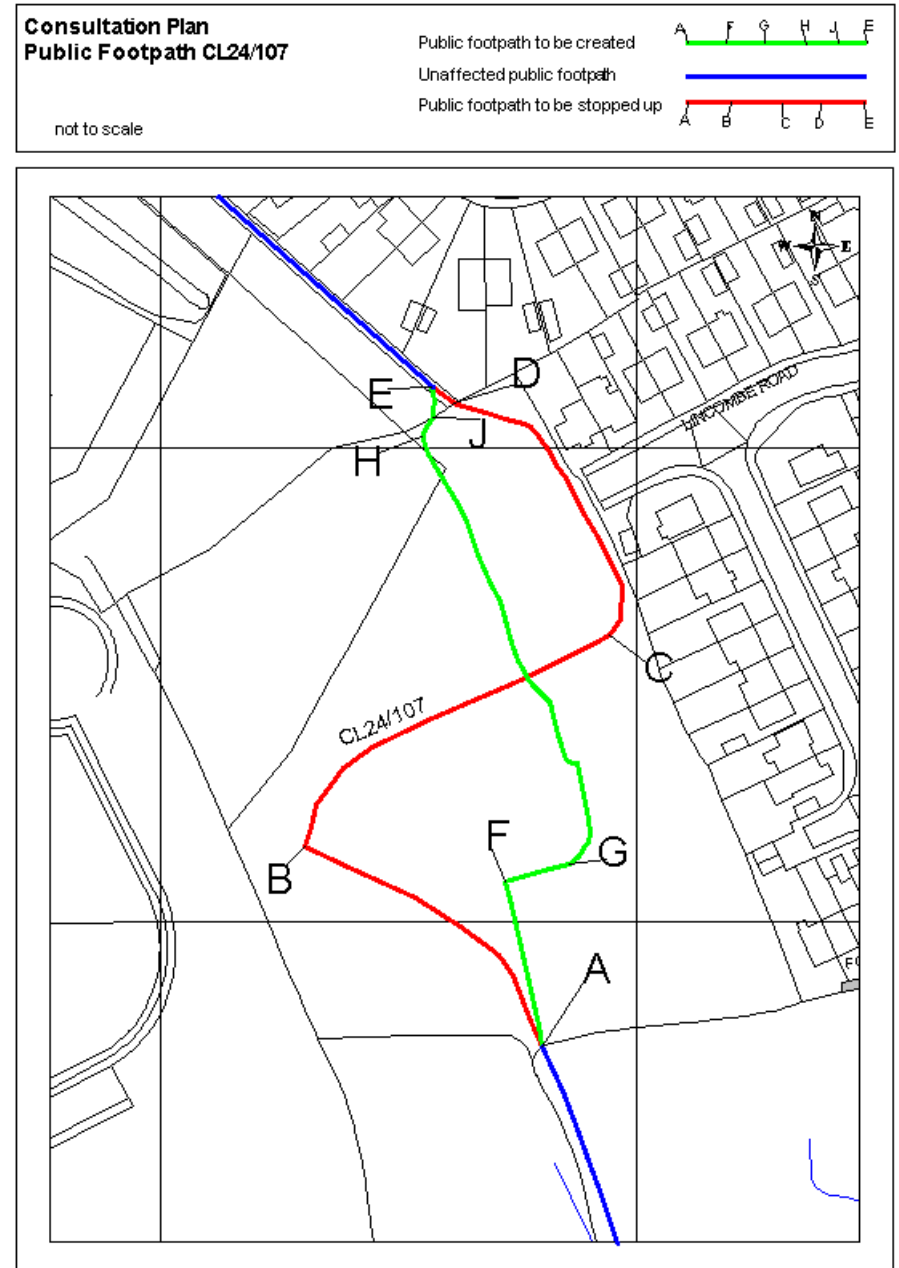 Consultation Plan
Public Footpath CL24/107
not to scale
Public footpath to be created
A F G H J E
Unaffected public footpath
Public footpath to be stopped up
A B C D E
N
W E
S
LINCOMBE ROAD
D
E
J
H
C
CL24/107
F
G
B
A